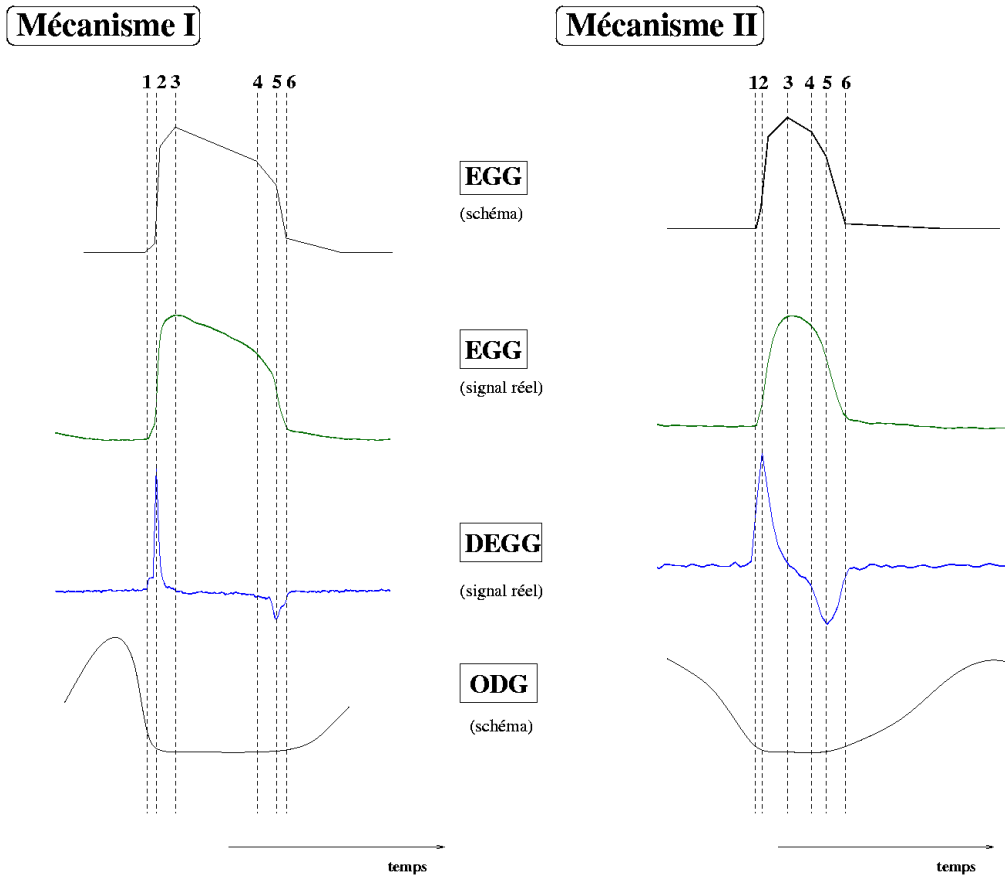 Mécanisme I
Mécanisme II
1 2 3 4 5 6
12 3 4 5 6
EGG
(schéma)
EGG
(signal réel)
DEGG
(signal réel)
ODG
(schéma)
temps
temps